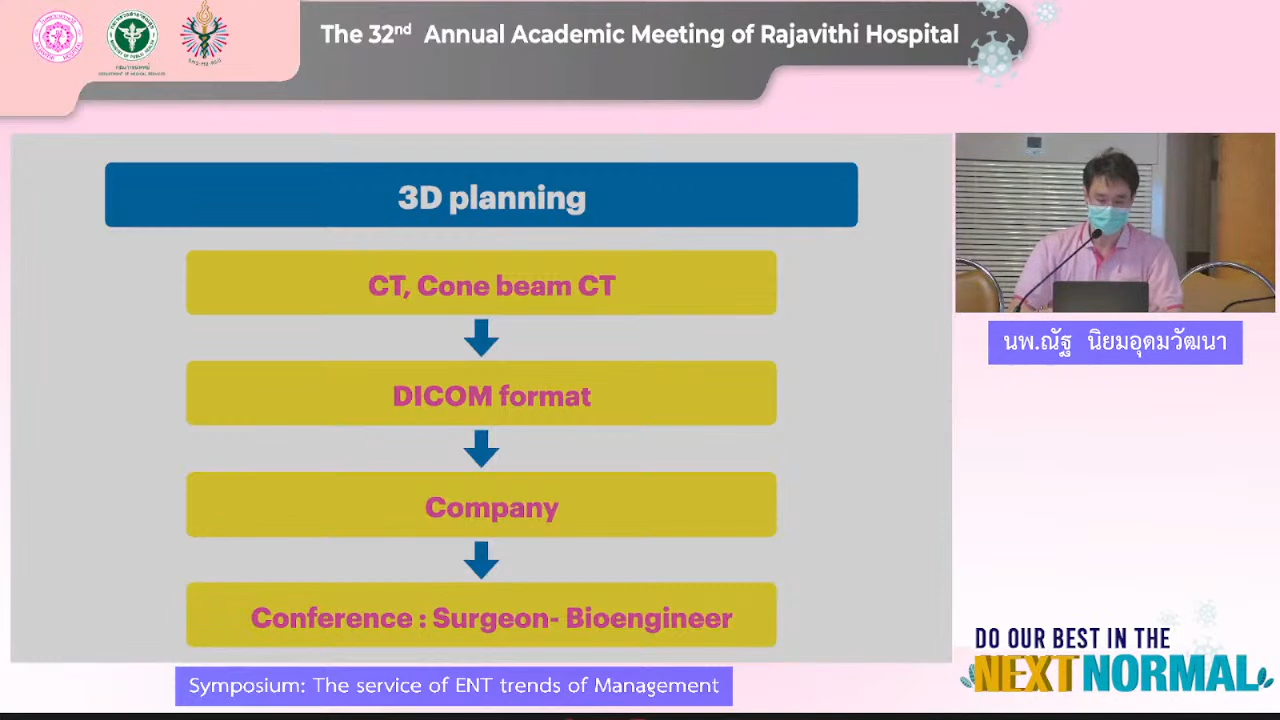 The 32nd Annual Academic Meeting of Rajavithi Hospital
3D planning
CT, Cone beam CT
DICOM format
Company
Conference : Surgeon- Bioengineer
นพ.ณัฐ นิยมอุดมวัฒนา
Symposium: The service of ENT trends of Management
DO OUR BEST IN THE
NEXT NORMAL